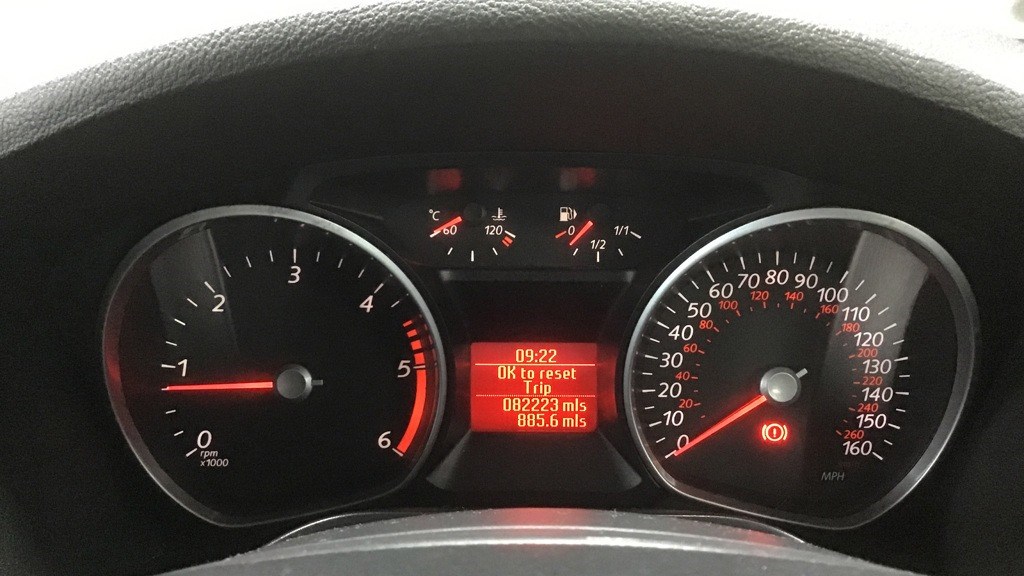 °C 60 120
0 1/2 1/1
0 1 2 3 4 5 6
rpm
x1000
09:22
OK to reset
Trip
082223 mls
885.6 mls
0 10 20 30 40 50 60 70 80 90 100 110 120 130 140 150 160
20 40 60 80 100 120 140 160 180 200 220 240 260
MPH